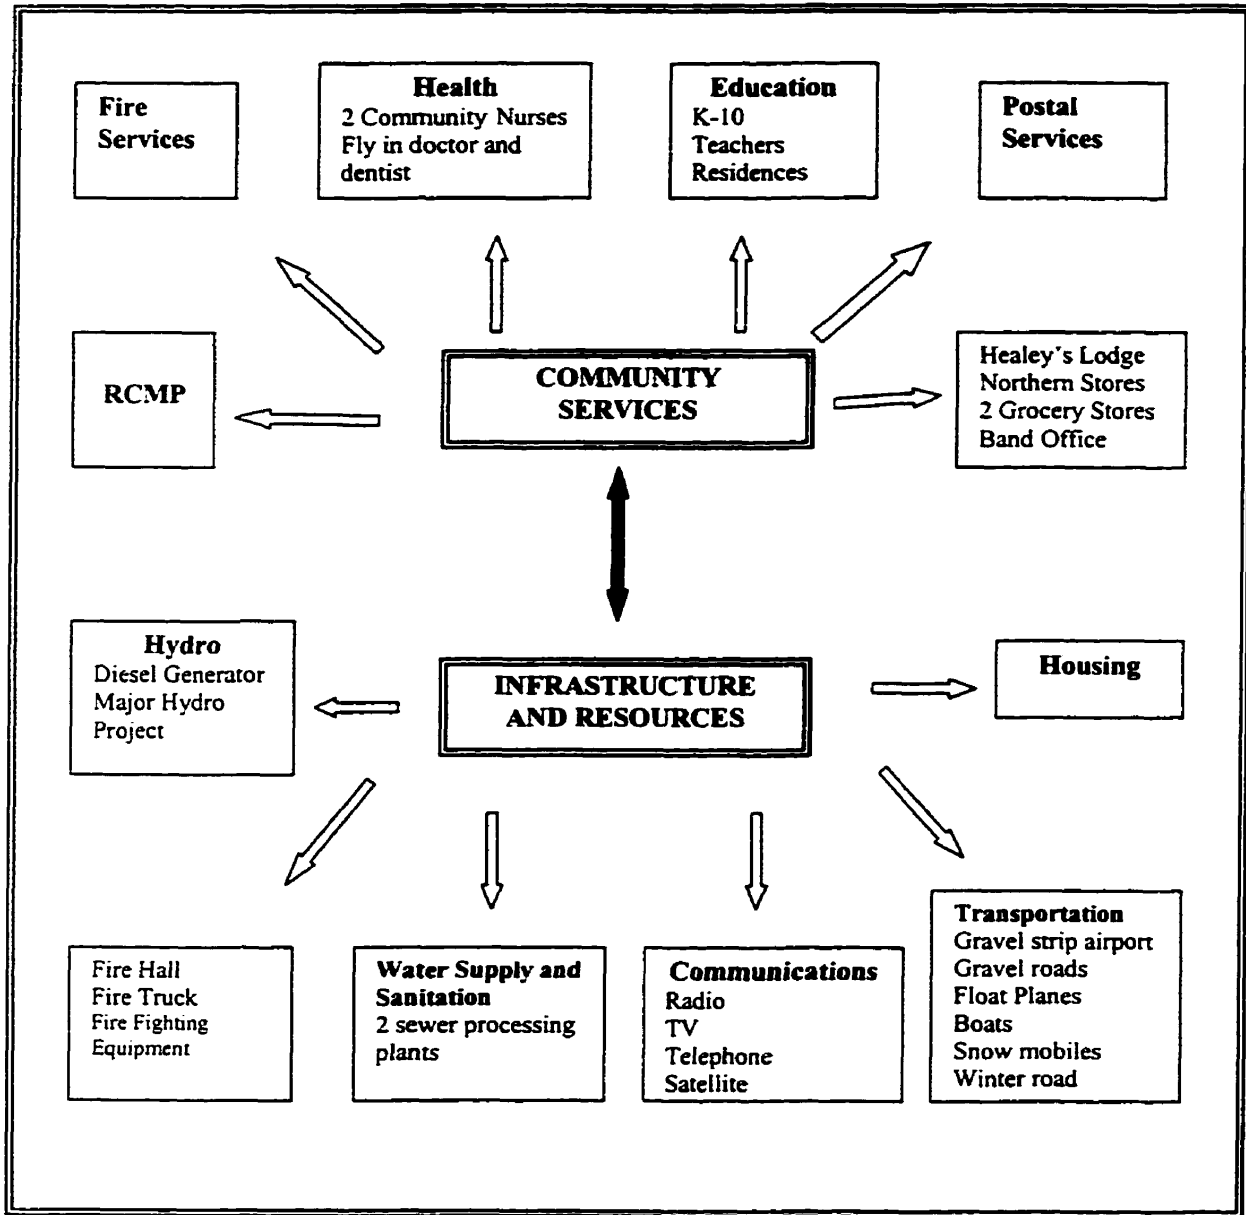 Fire
Services
Health
2 Community Nurses
Fly in doctor and
dentist
Education
K-10
Teachers
Residences
Postal
Services
RCMP
COMMUNITY
SERVICES
Healey's Lodge
Northern Stores
2 Grocery Stores
Band Office
Hydro
Diesel Generator
Major Hydro
Project
INFRASTRUCTURE
AND RESOURCES
Housing
Fire Hall
Fire Truck
Fire Fighting
Equipment
Water Supply and
Sanitation
2 sewer processing
plants
Communications
Radio
TV
Telephone
Satellite
Transportation
Gravel strip airport
Gravel roads
Float Planes
Boats
Snow mobiles
Winter road